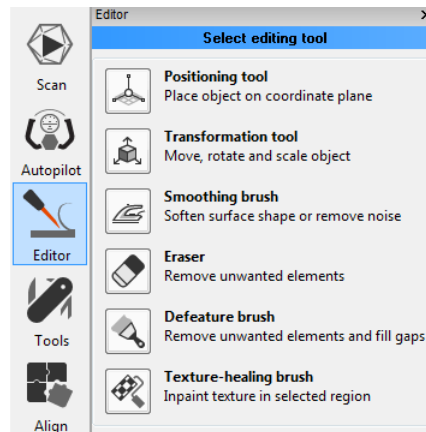 Editor
Select editing tool
Scan
Autopilot
Editor
Tools
Align
Positioning tool
Place object on coordinate plane
Transformation tool
Move, rotate and scale object
Smoothing brush
Soften surface shape or remove noise
Eraser
Remove unwanted elements
Defeature brush
Remove unwanted elements and fill gaps
Texture-healing brush
Inpaint texture in selected region